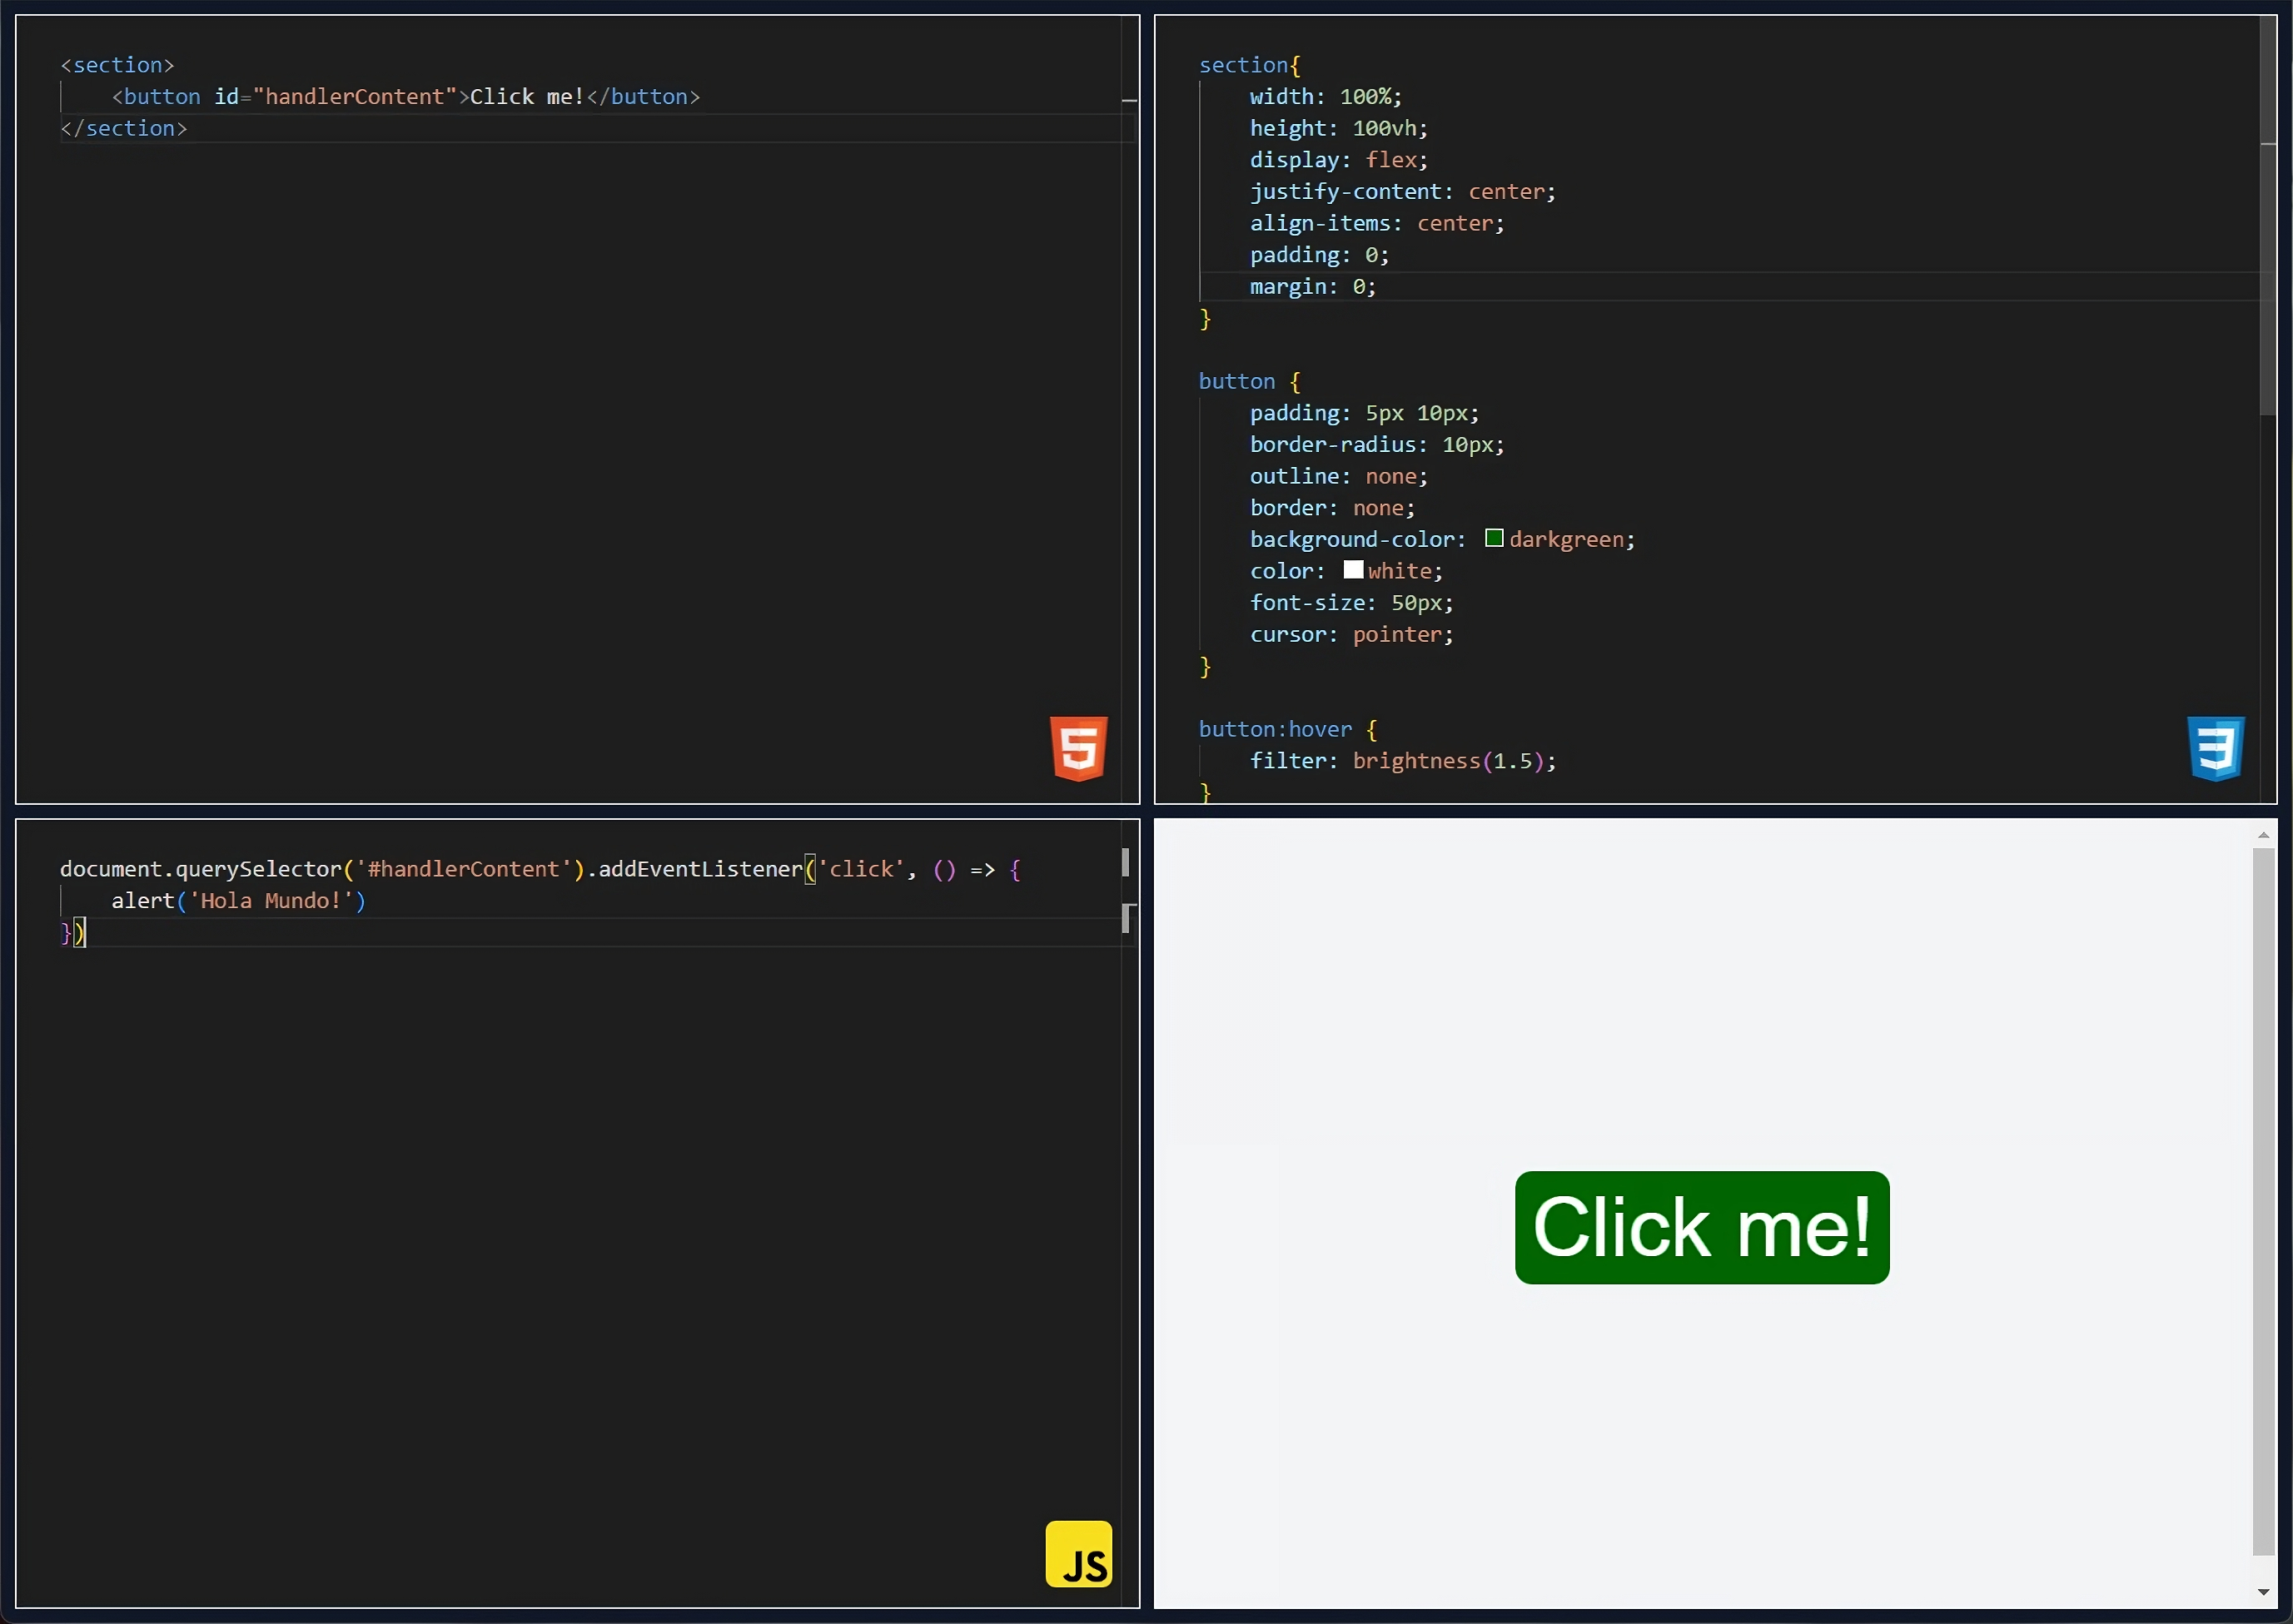 <section>
    <button id="handlerContent">Click me!</button>
</section>
5
section{
    width: 100%;
    height: 100vh;
    display: flex;
    justify-content: center;
    align-items: center;
    padding: 0;
    margin: 0;
}
button {
    padding: 5px 10px;
    border-radius: 10px;
    outline: none;
    border: none;
    background-color: darkgreen;
    color: white;
    font-size: 50px;
    cursor: pointer;
}
button:hover {
    filter: brightness(1.5);
}
3
document.querySelector('#handlerContent').addEventListener('click', () => {
    alert('Hola Mundo!')
})
JS
Click me!